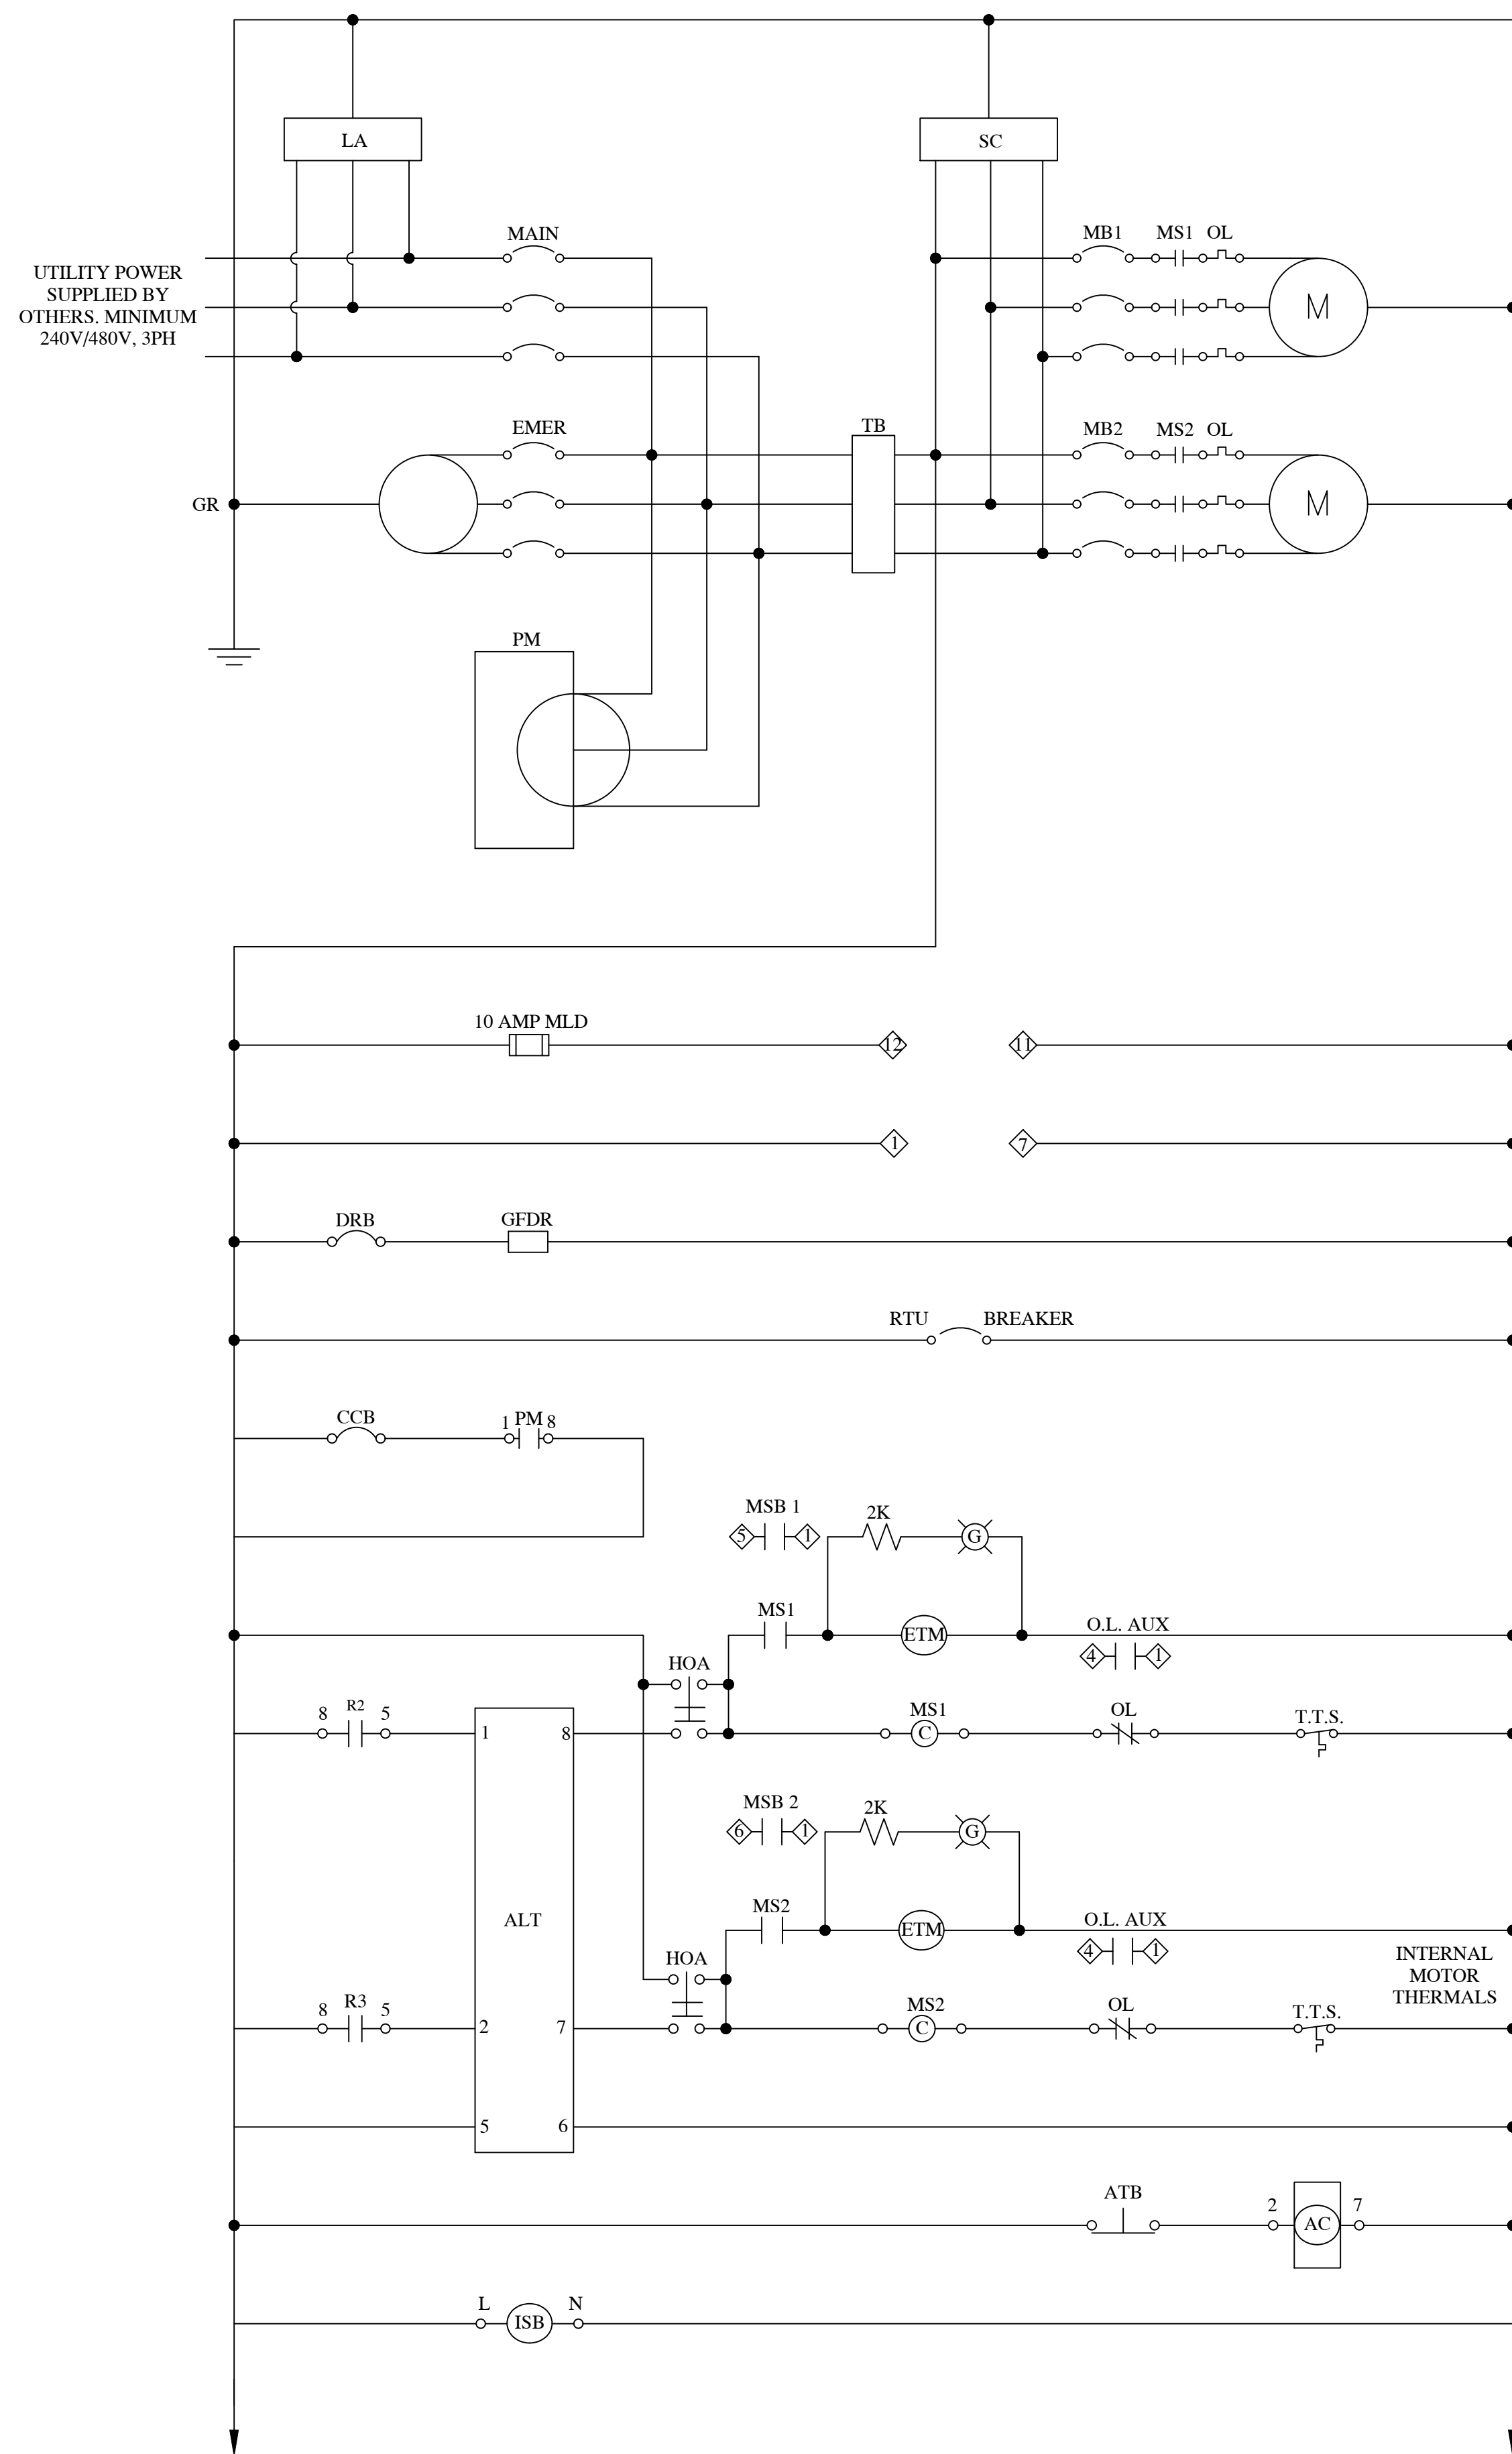 LA
SC
MAIN
MB1 MS1 OL
UTILITY POWER
SUPPLIED BY
OTHERS. MINIMUM
240V/480V, 3PH
M
EMER
TB
MB2 MS2 OL
GR
M
PM
10 AMP MLD
12 11
1 7
DRB GFDR
RTU BREAKER
CCB 1 PM 8
MSB 1 2K
5 1 G
MS1
ETM
O.L. AUX
4 1
HOA
8 R2 5 1 8
MS1
C
OL
T.T.S.
MSB 2 2K
6 1 G
MS2
ALT
ETM
O.L. AUX
4 1
HOA
INTERNAL
MOTOR
THERMALS
8 R3 5 2 7
MS2
C
OL
T.T.S.
5 6
ATB 2 AC 7
L ISB N